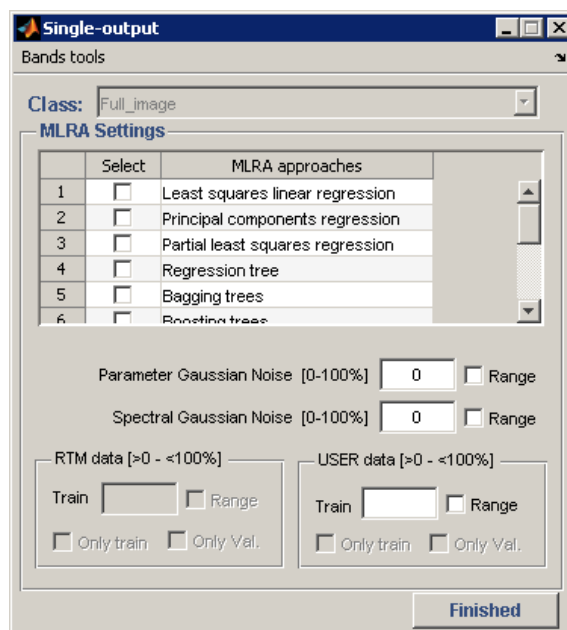 Single-output
Bands tools
Class: Full_image
MLRA Settings
Select MLRA approaches
1 Least squares linear regression
2 Principal components regression
3 Partial least squares regression
4 Regression tree
5 Bagging trees
6 Boosting trees
Parameter Gaussian Noise [0-100%] 0 Range
Spectral Gaussian Noise [0-100%] 0 Range
RTM data [>0 - <100%]
Train Range
Only train Only Val.
USER data [>0 - <100%]
Train Range
Only train Only Val.
Finished